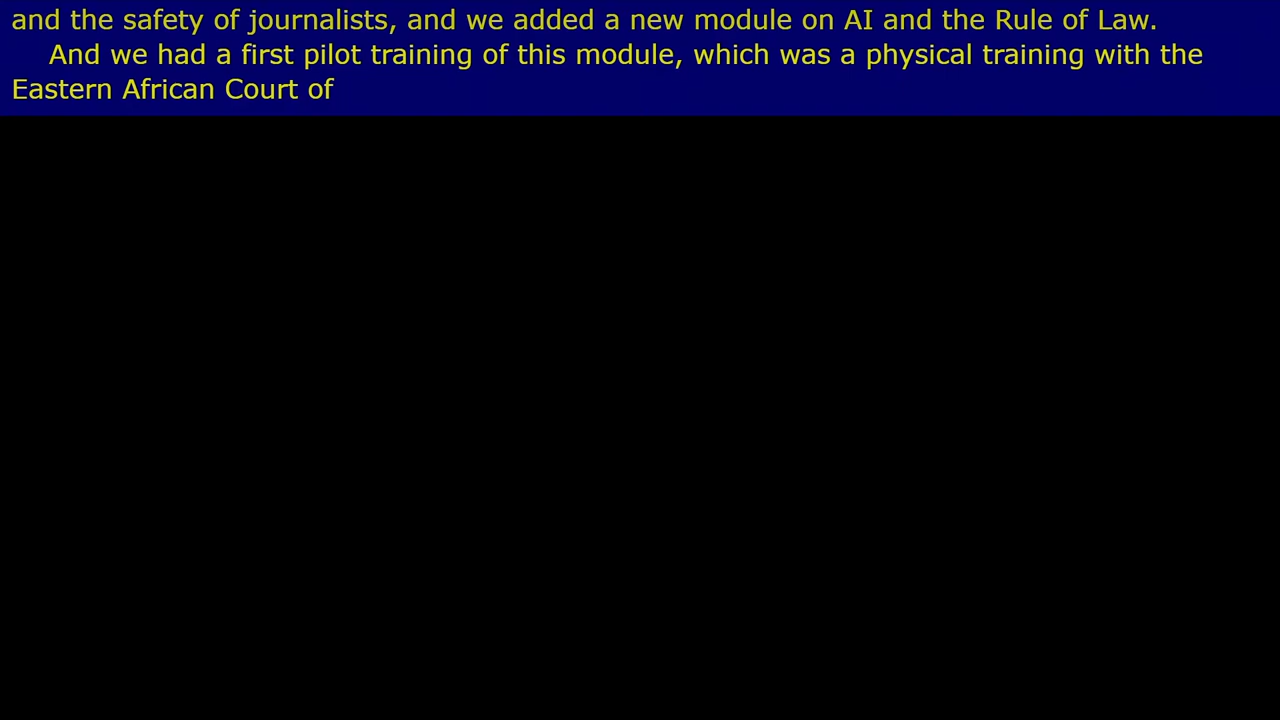 and the safety of journalists, and we added a new module on AI and the Rule of Law.
And we had a first pilot training of this module, which was a physical training with the
Eastern African Court of